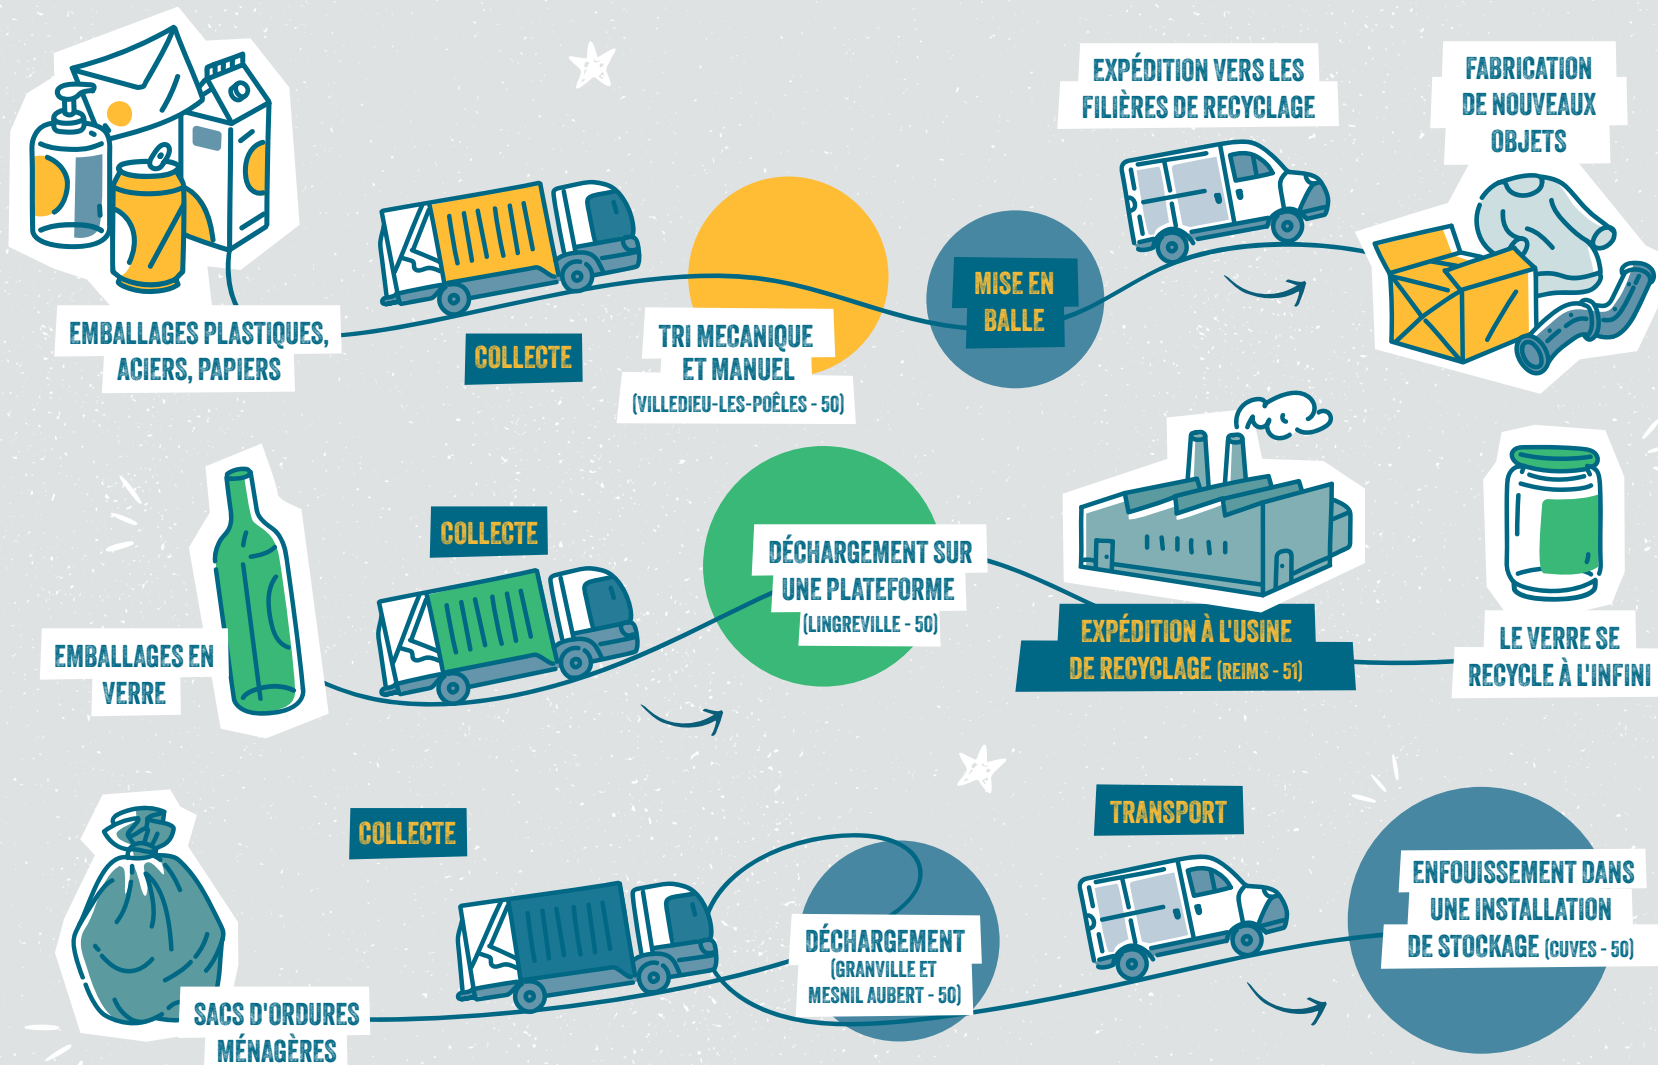 EMBALLAGES PLASTIQUES,
ACIERS, PAPIERS
COLLECTE
TRI MECANIQUE
ET MANUEL
(VILLEDIEU-LES-POÊLES - 50)
MISE EN
BALLE
EXPÉDITION VERS LES
FILIÈRES DE RECYCLAGE
FABRICATION
DE NOUVEAUX
OBJETS
EMBALLAGES EN
VERRE
COLLECTE
DÉCHARGEMENT SUR
UNE PLATEFORME
(LINGREVILLE - 50)
EXPÉDITION À L'USINE
DE RECYCLAGE (REIMS - 51)
LE VERRE SE
RECYCLE À L'INFINI
SACS D'ORDURES
MÉNAGÈRES
COLLECTE
DÉCHARGEMENT
(GRANVILLE ET
MESNIL AUBERT - 50)
TRANSPORT
ENFOUISSEMENT DANS
UNE INSTALLATION
DE STOCKAGE (CUVES - 50)